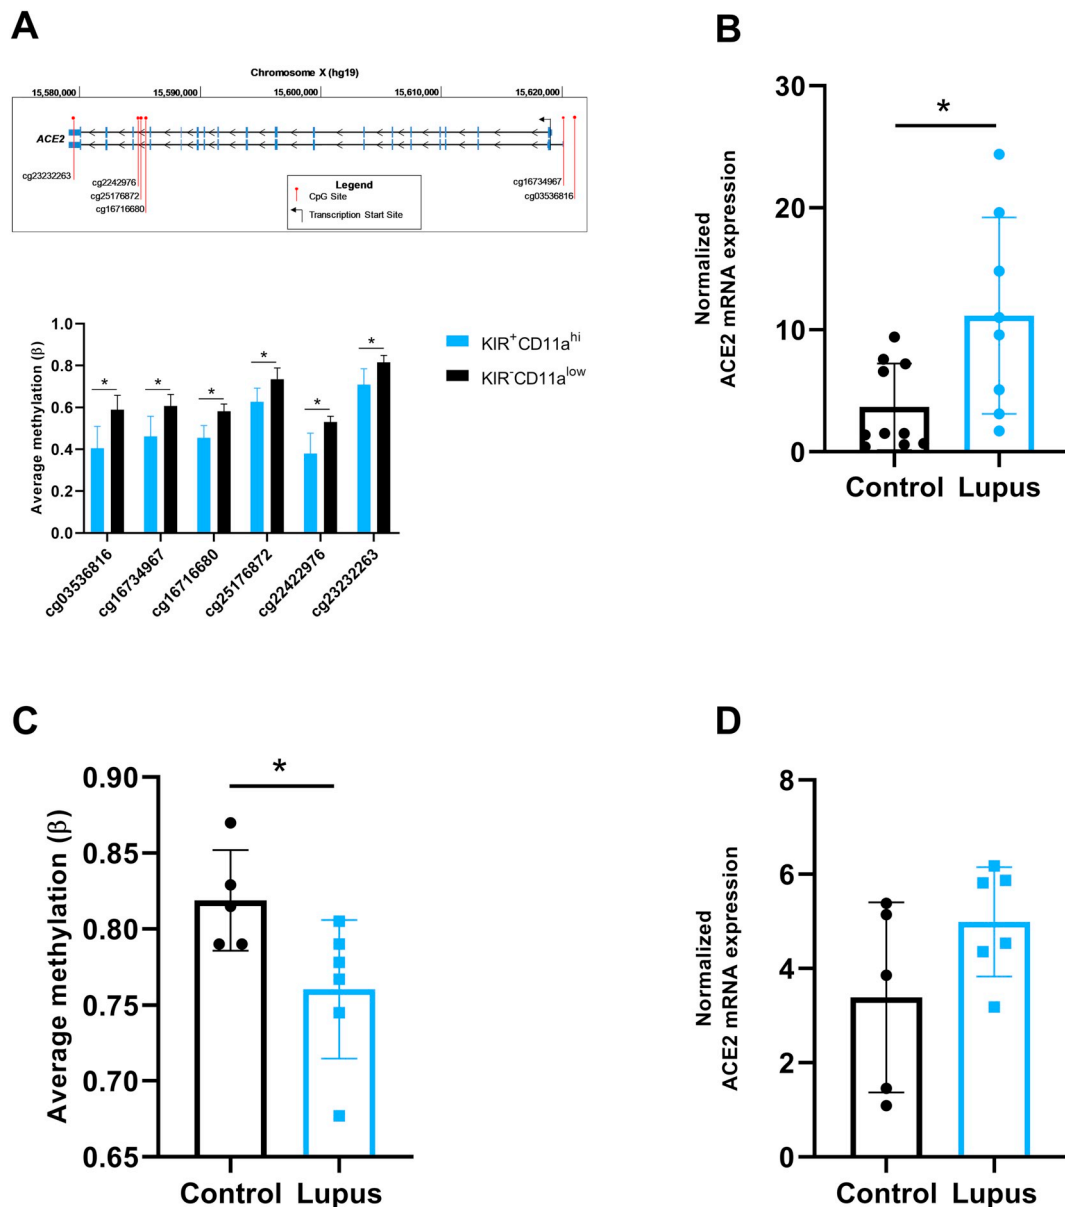 A
Chromosome X (hg19)
15,580,000 15,590,000 15,600,000 15,610,000 15,620,000
ACE2
cg23232263
cg2242976
cg25176872
cg16716680
cg16734967
cg03536816
Legend
CpG Site
Transcription Start Site
Average methylation (β)
1.0
0.8
0.6
0.4
0.2
0.0
* * * * * *
cg03536816 cg16734967 cg16716680 cg25176872 cg22422976 cg23232263
KIR+CD11ahi
KIR-CD11alow
B
Normalized
ACE2 mRNA expression
30
20
10
0
*
Control Lupus
C
Average methylation (β)
0.90
0.85
0.80
0.75
0.70
0.65
*
Control Lupus
D
Normalized
ACE2 mRNA expression
8
6
4
2
0
Control Lupus